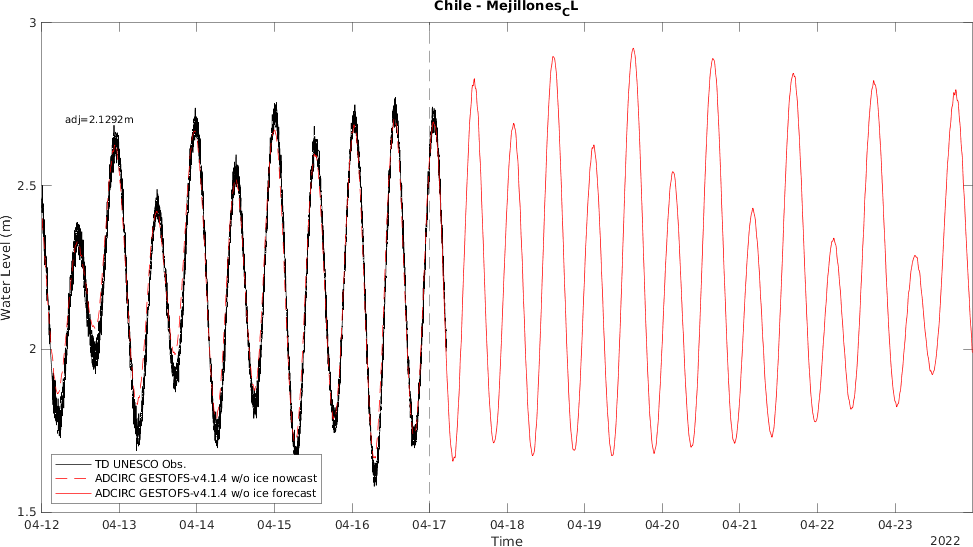 Chile - Mejillones_CL
adj=2.1292m
Water Level (m)
3
2.5
2
1.5
TD UNESCO Obs.
ADCIRC GESTOFS-v4.1.4 w/o ice nowcast
ADCIRC GESTOFS-v4.1.4 w/o ice forecast
04-12 04-13 04-14 04-15 04-16 04-17 04-18 04-19 04-20 04-21 04-22 04-23
Time
2022